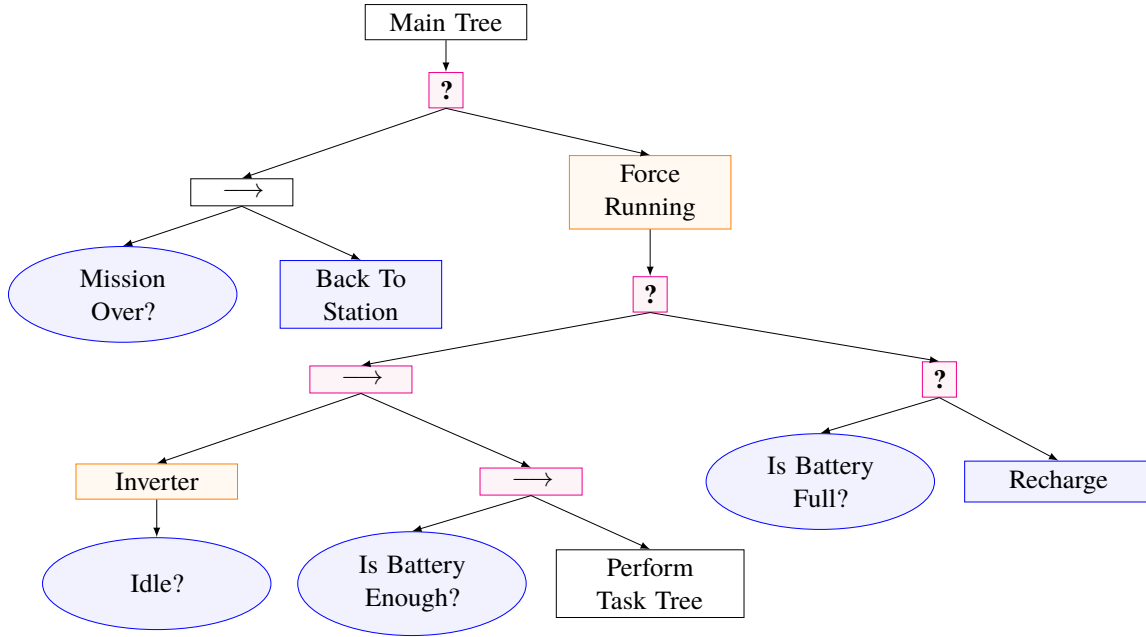 Main Tree
?
⟶
Force
Running
Mission
Over?
Back To
Station
?
⟶
?
Inverter
⟶
Is Battery
Full?
Recharge
Idle?
Is Battery
Enough?
Perform
Task Tree